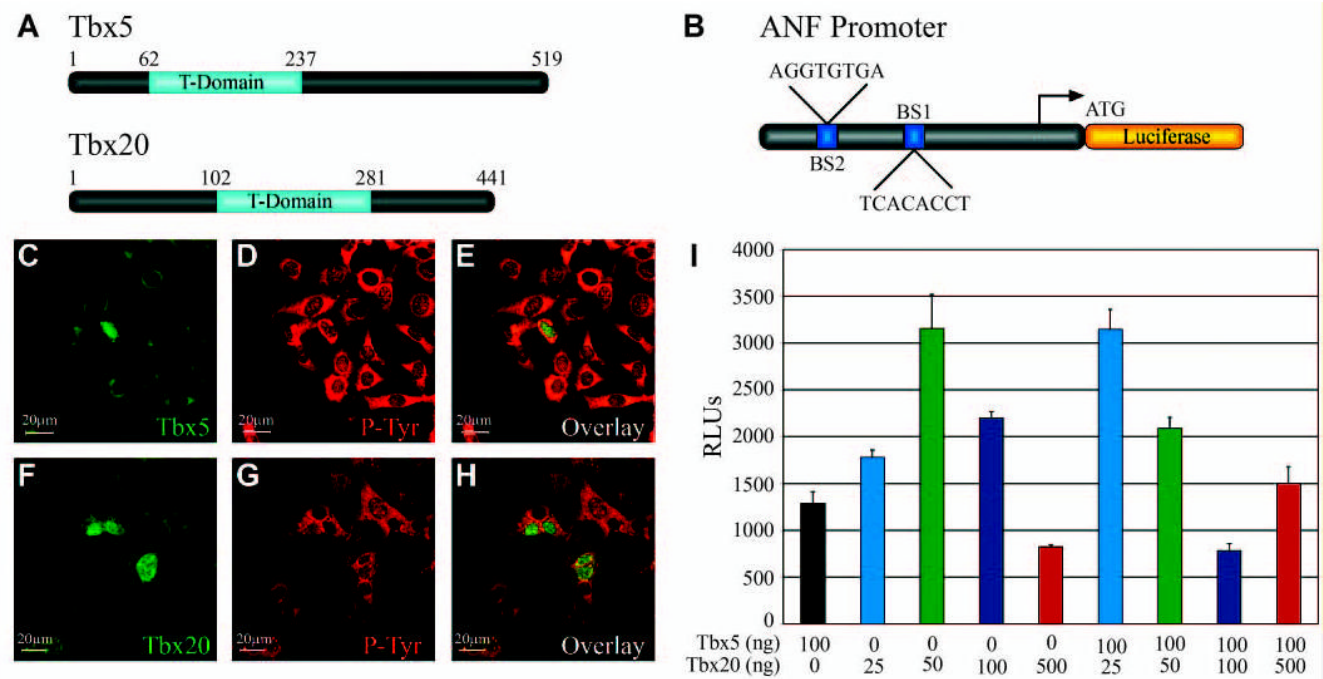 A
Tbx5
1 62 237 519
T-Domain
Tbx20
1 102 281 441
T-Domain
B
ANF Promoter
AGGTGTGA
BS1
ATG
Luciferase
BS2
TCACACCT
C
20µm
Tbx5
D
20µm
P-Tyr
E
20µm
Overlay
F
20µm
Tbx20
G
20µm
P-Tyr
H
20µm
Overlay
I
4000
3500
3000
2500
2000
1500
1000
500
0
RLUs
Tbx5 (ng) 100 0 0 0 0 100 100 100 100
Tbx20 (ng) 0 25 50 100 500 25 50 100 500